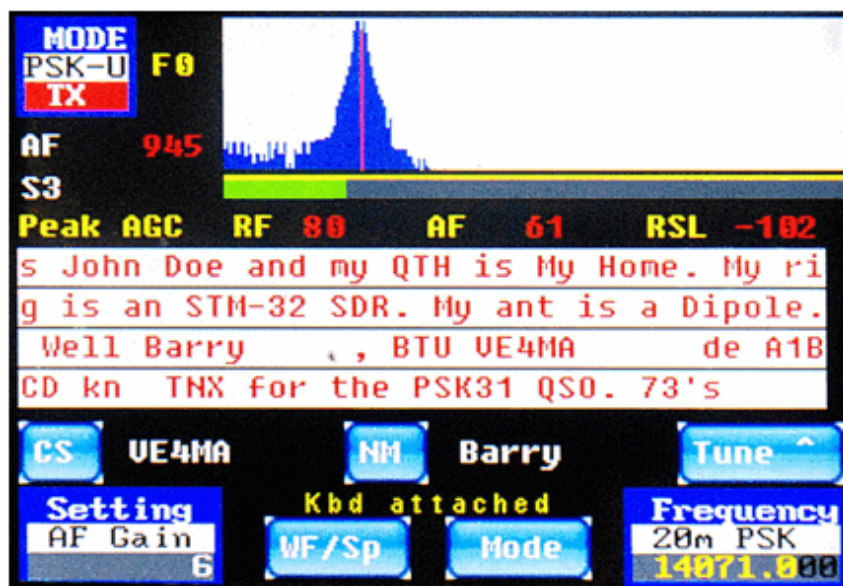 MODE
PSK-U F0
TX
AF 945
S3
Peak AGC RF 80 AF 61 RSL -102
s John Doe and my QTH is My Home. My ri
g is an STM-32 SDR. My ant is a Dipole.
Well Barry , BTU VE4MA de A1B
CD kn TNX for the PSK31 QSO. 73's
CS VE4MA NM Barry Tune ^
Setting Kbd attached Frequency
AF Gain WF/Sp Mode 20m PSK
6 14071.000